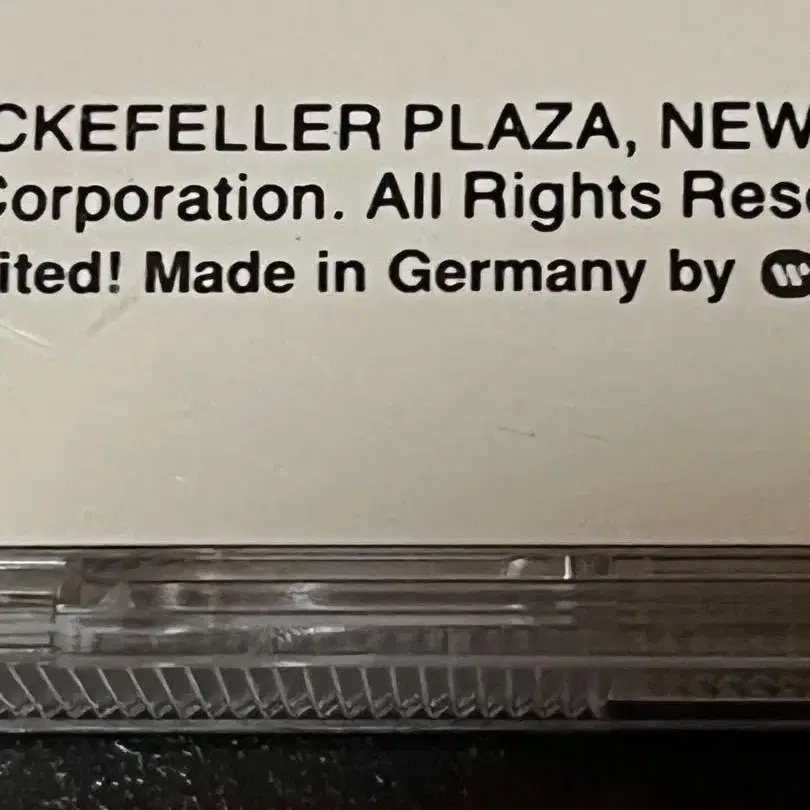 CKEFELLER PLAZA, NEW
Corporation. All Rights Rese
ited! Made in Germany by